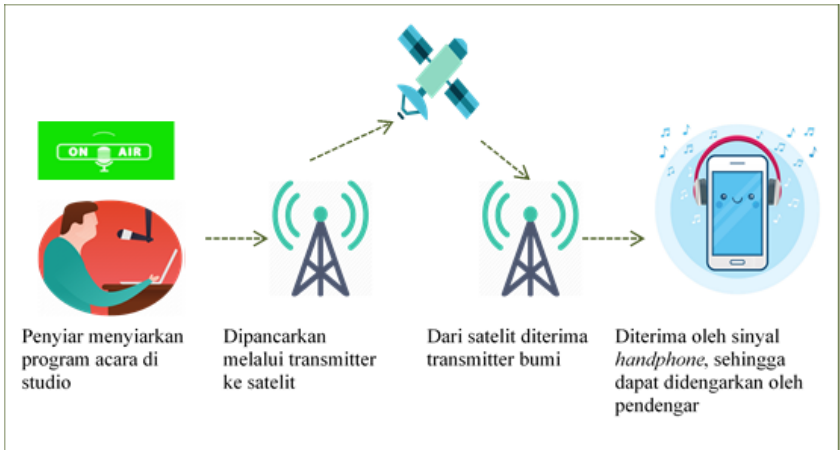 ON AIR
Penyiar menyiarkan
program acara di
studio
Dipancarkan
melalui transmitter
ke satelit
Dari satelit diterima
transmitter bumi
Diterima oleh sinyal
handphone, sehingga
dapat didengarkan oleh
pendengar